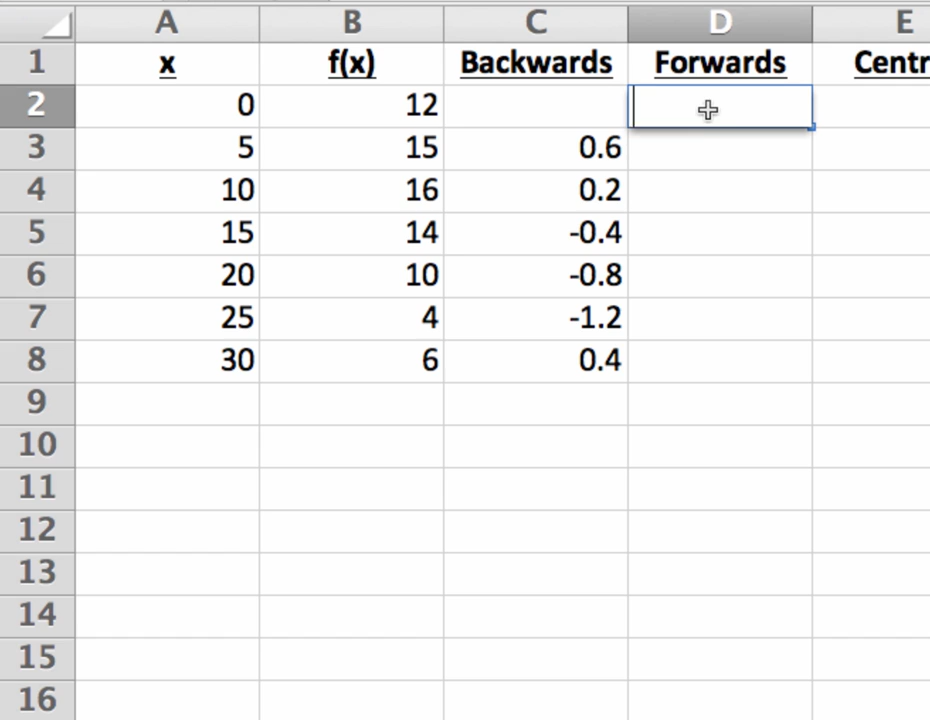 A B C D E
1 x f(x) Backwards Forwards Centr
2 0 12
3 5 15 0.6
4 10 16 0.2
5 15 14 -0.4
6 20 10 -0.8
7 25 4 -1.2
8 30 6 0.4
9
10
11
12
13
14
15
16